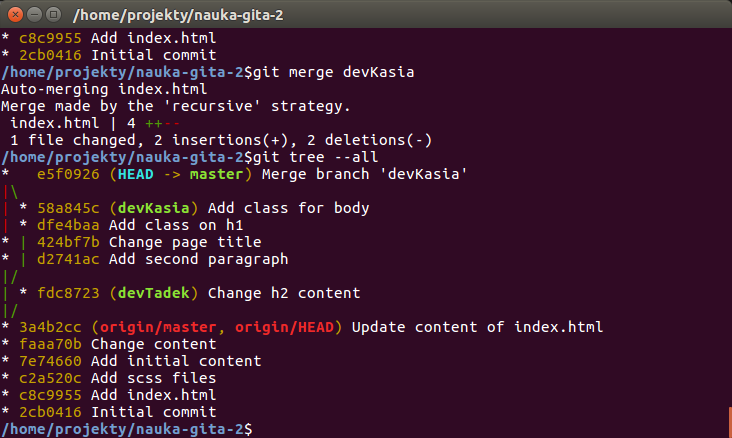 /home/projekty/nauka-gita-2
* c8c9955 Add index.html
* 2cb0416 Initial commit
/home/projekty/nauka-gita-2$git merge devKasia
Auto-merging index.html
Merge made by the 'recursive' strategy.
 index.html | 4 ++--
 1 file changed, 2 insertions(+), 2 deletions(-)
/home/projekty/nauka-gita-2$git tree --all
*   e5f0926 (HEAD -> master) Merge branch 'devKasia'
|\
| * 58a845c (devKasia) Add class for body
| * dfe4baa Add class on h1
* | 424bf7b Change page title
* | d2741ac Add second paragraph
|/
| * fdc8723 (devTadek) Change h2 content
|/
* 3a4b2cc (origin/master, origin/HEAD) Update content of index.html
* faaa70b Change content
* 7e74660 Add initial content
* c2a520c Add scss files
* c8c9955 Add index.html
* 2cb0416 Initial commit
/home/projekty/nauka-gita-2$